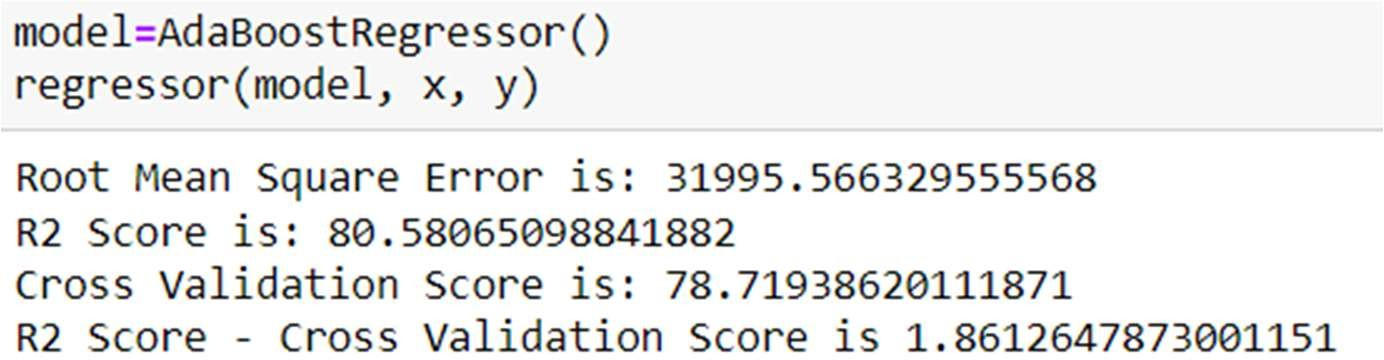 model=AdaBoostRegressor()
regressor(model, x, y)
Root Mean Square Error is: 31995.566329555568
R2 Score is: 80.58065098841882
Cross Validation Score is: 78.71938620111871
R2 Score - Cross Validation Score is 1.8612647873001151